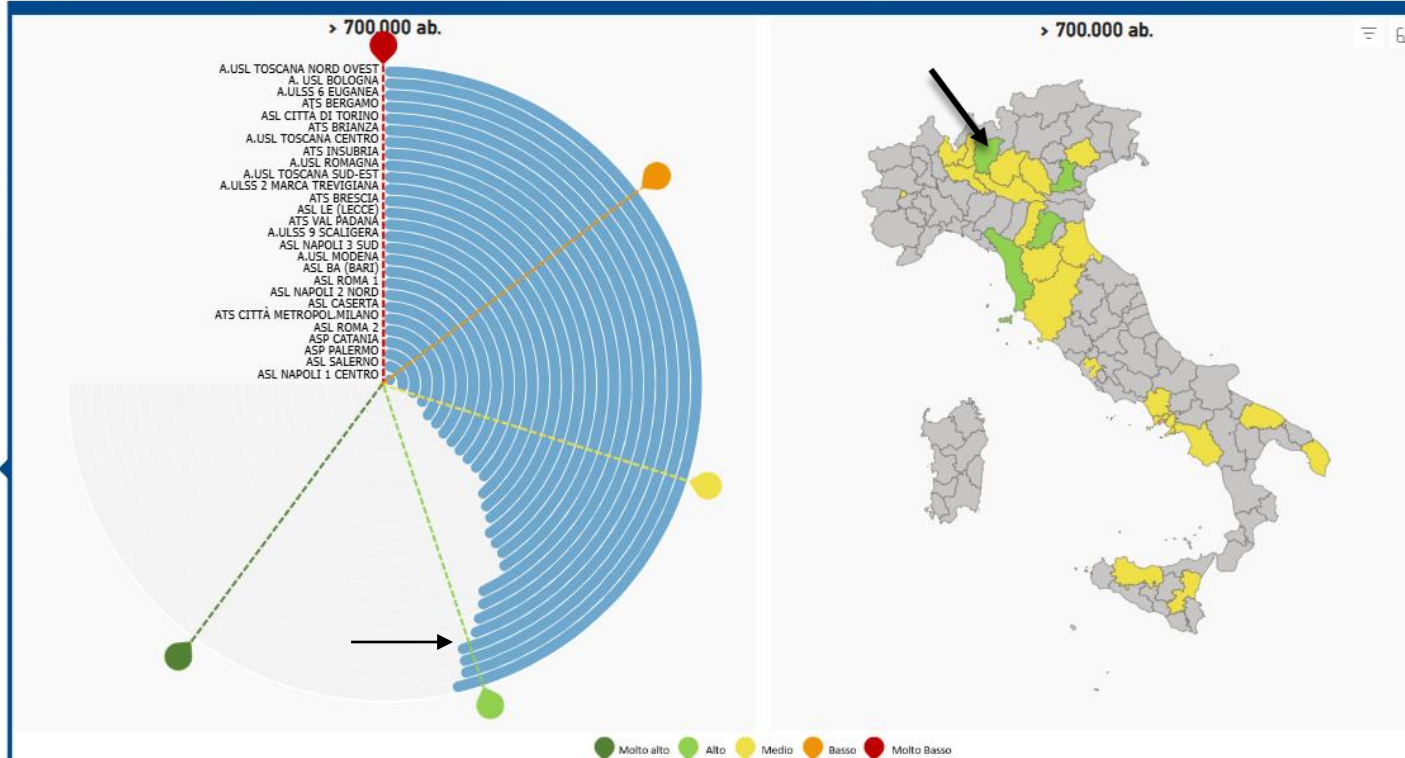 > 700.000 ab.
A.USL TOSCANA NORD OVEST
A. USL BOLOGNA
A.ULSS 6 EUGANEA
ATS BERGAMO
ASL CITTÀ DI TORINO
ATS BRIANZA
A.USL TOSCANA CENTRO
ATS INSUBRIA
A.USL ROMAGNA
A.USL TOSCANA SUD-EST
A.ULSS 2 MARCA TREVIGIANA
ATS BRESCIA
ASL LE (LECCE)
ATS VAL PADANA
A.ULSS 9 SCALIGERA
ASL NAPOLI 3 SUD
A.USL MODENA
ASL BA (BARI)
ASL ROMA 1
ASL NAPOLI 2 NORD
ASL CASERTA
ATS CITTÀ METROPOL.MILANO
ASL ROMA 2
ASP CATANIA
ASP PALERMO
ASL SALERNO
ASL NAPOLI 1 CENTRO
> 700.000 ab.
Molto alto Alto Medio Basso Molto Basso